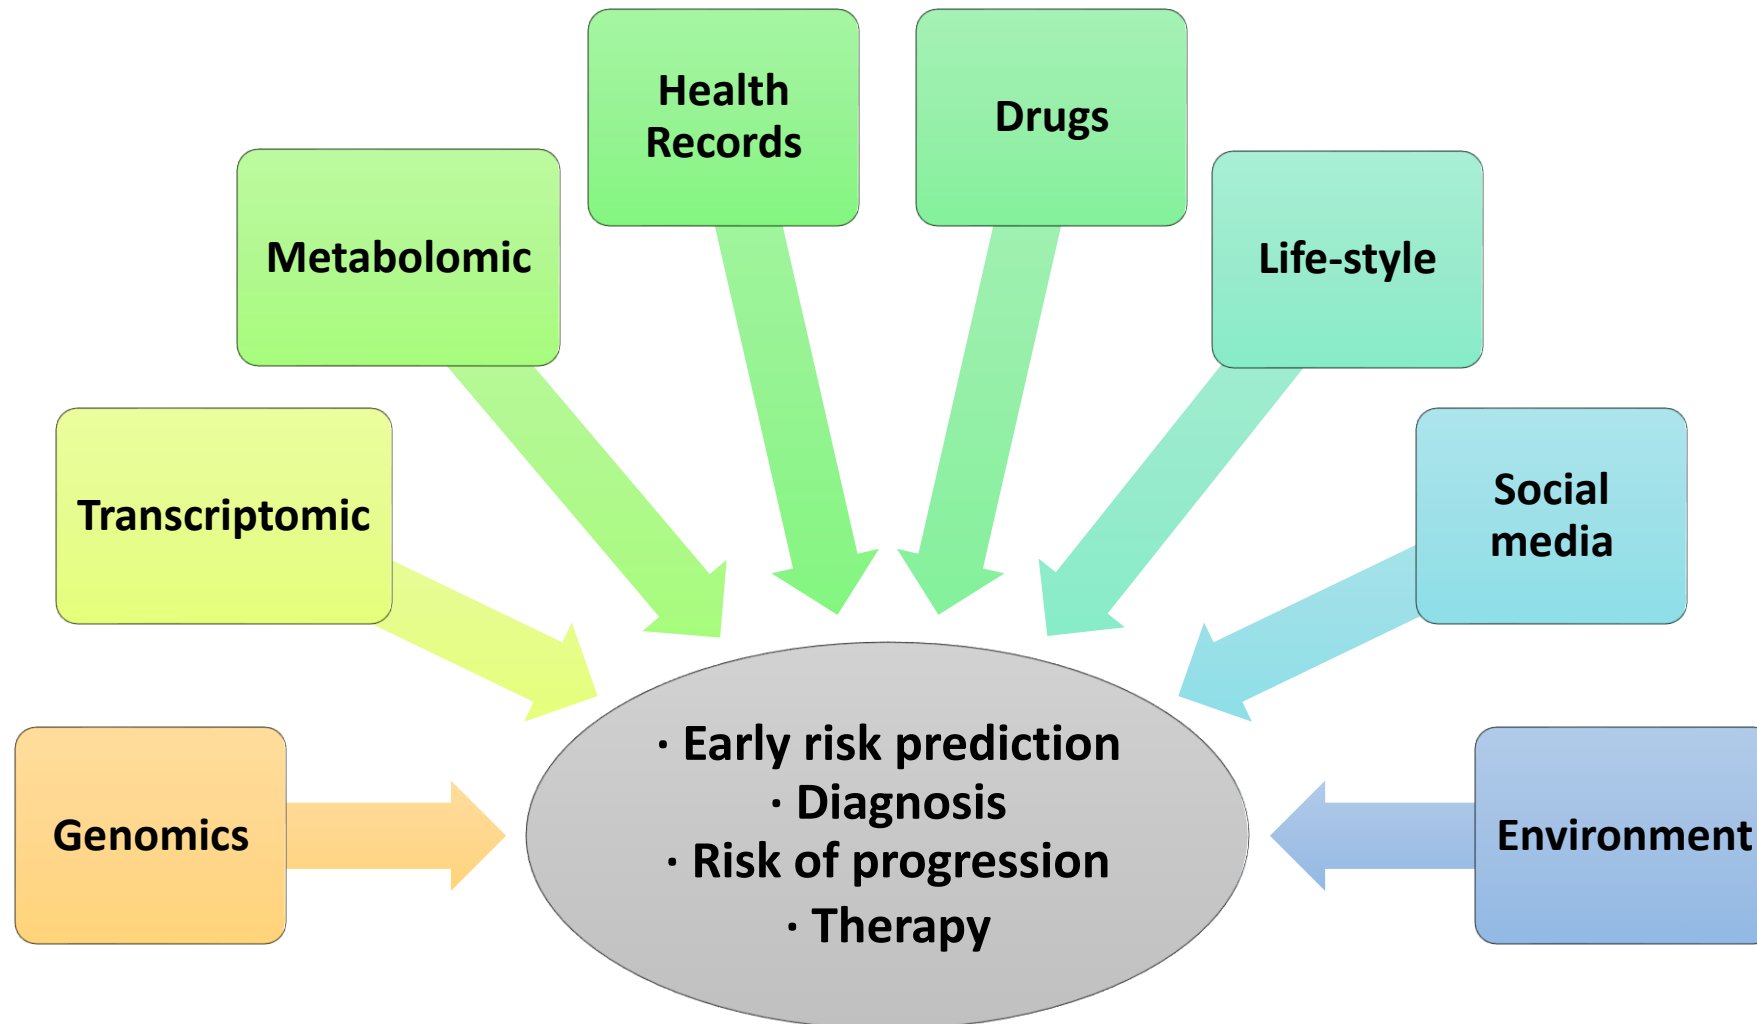 Health
Records
Drugs
Metabolomic
Life-style
Transcriptomic
Social
media
Genomics
· Early risk prediction
· Diagnosis
· Risk of progression
· Therapy
Environment